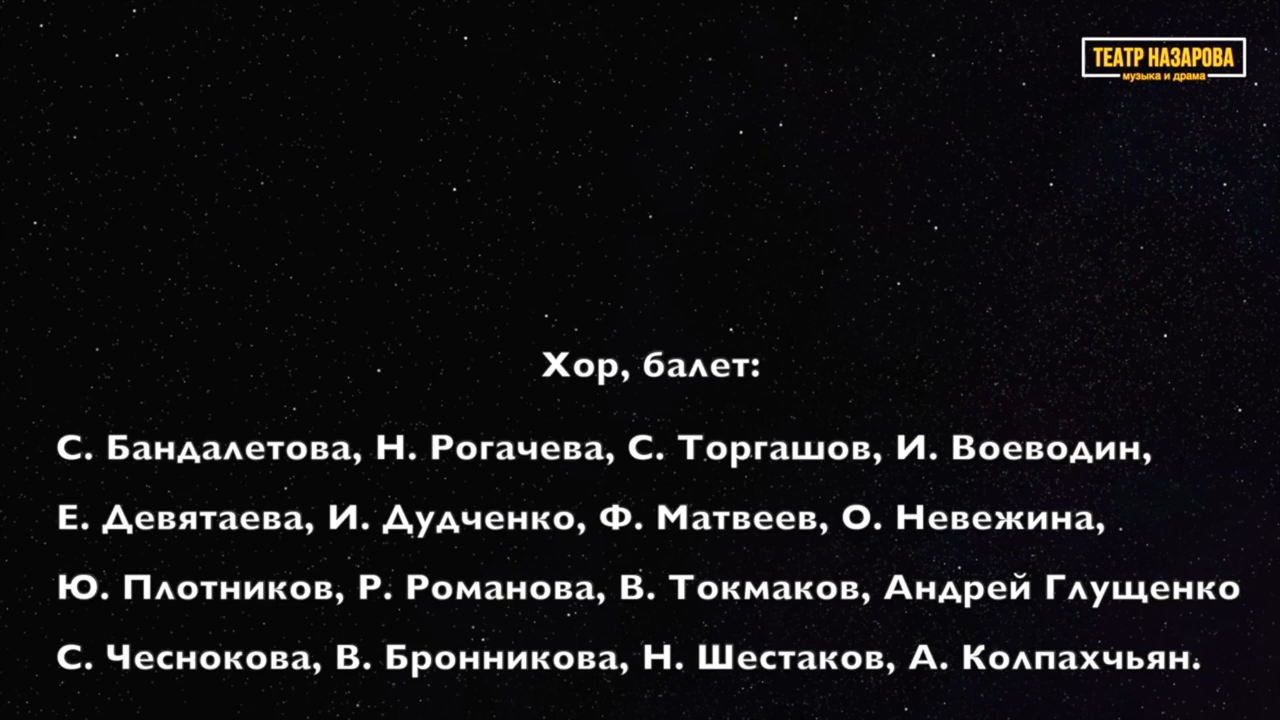 ТЕАТР НАЗАРОВА
музыка и драма
Хор, балет:
С. Бандалетова, Н. Рогачева, С. Торгашов, И. Воеводин,
Е. Девятаева, И. Дудченко, Ф. Матвеев, О. Невежина,
Ю. Плотников, Р. Романова, В. Токмаков, Андрей Глущенко
С. Чеснокова, В. Бронникова, Н. Шестаков, А. Колпахчьян.